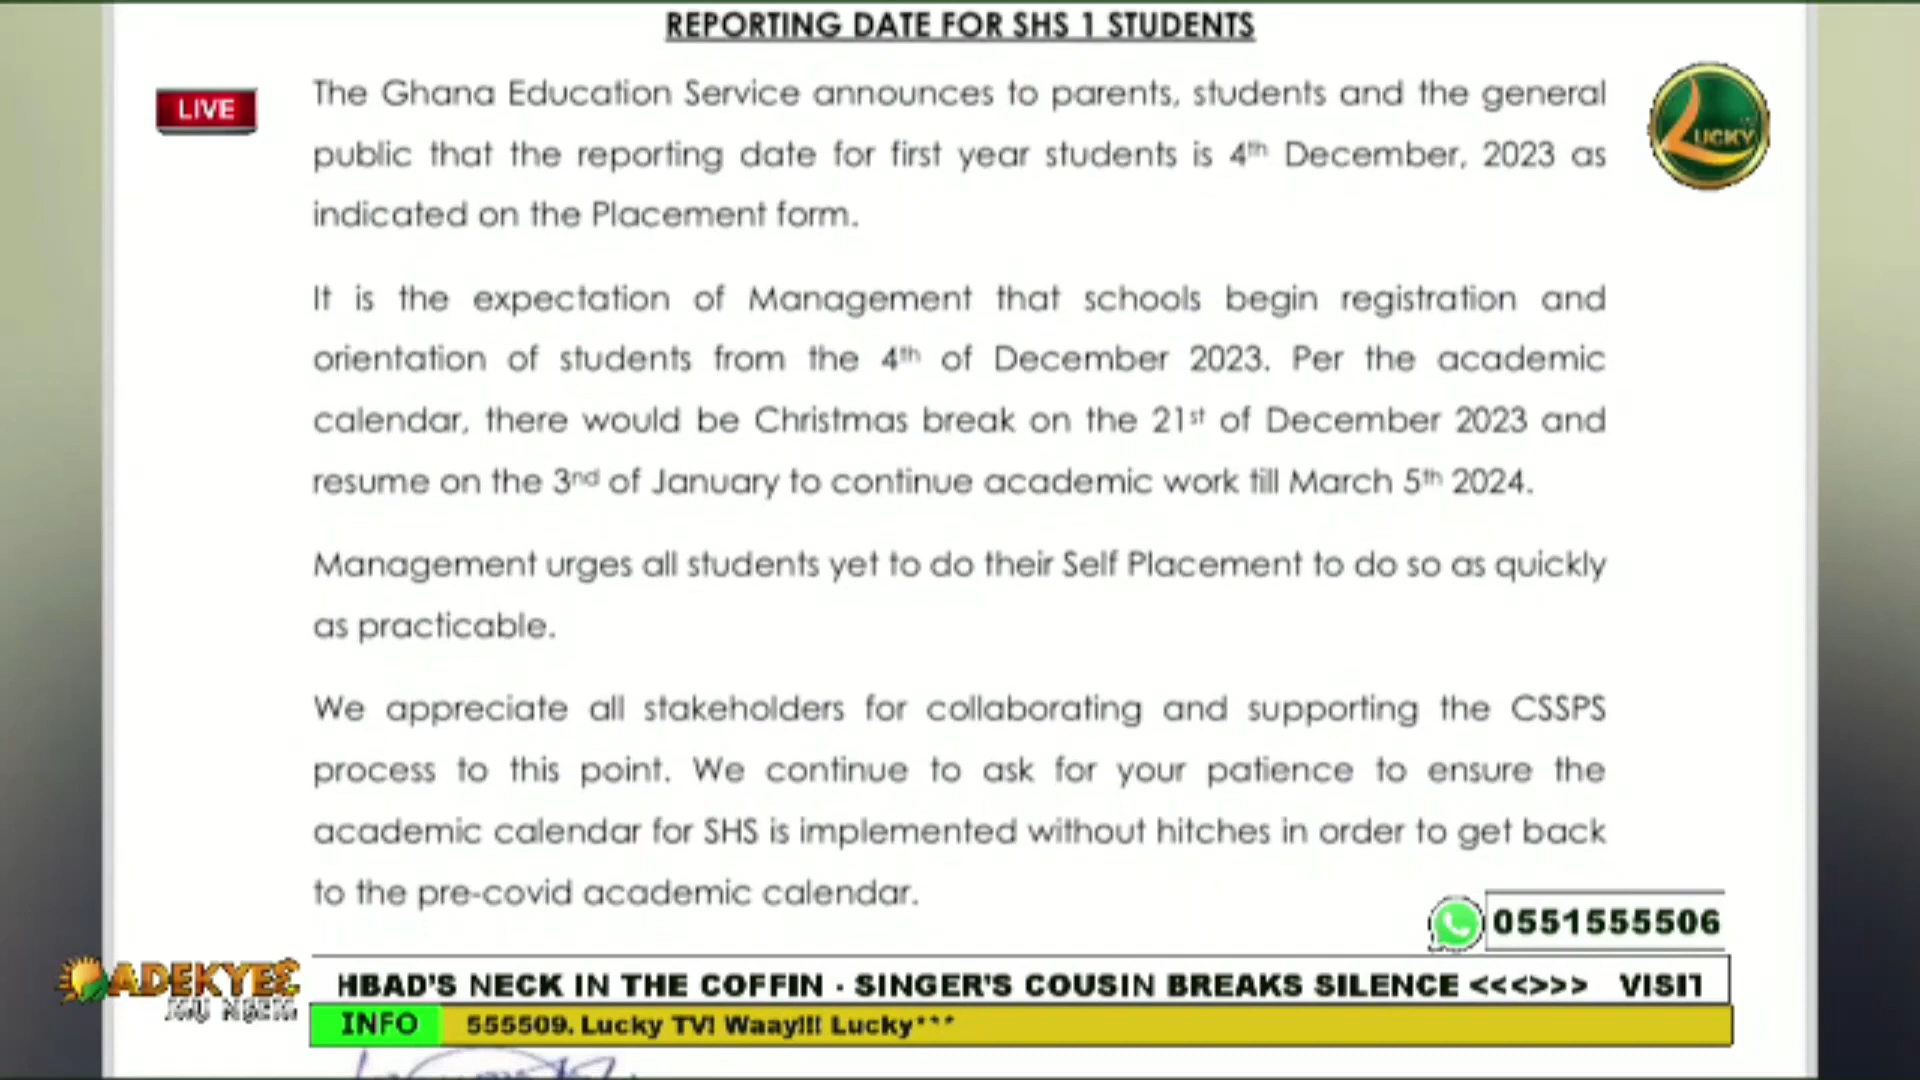 REPORTING DATE FOR SHS 1 STUDENTS
LIVE
The Ghana Education Service announces to parents, students and the general
public that the reporting date for first year students is 4th December, 2023 as
indicated on the Placement form.
LUCKY
It is the expectation of Management that schools begin registration and
orientation of students from the 4th of December 2023. Per the academic
calendar, there would be Christmas break on the 21st of December 2023 and
resume on the 3rd of January to continue academic work till March 5th 2024.
Management urges all students yet to do their Self Placement to do so as quickly
as practicable.
We appreciate all stakeholders for collaborating and supporting the CSSPS
process to this point. We continue to ask for your patience to ensure the
academic calendar for SHS is implemented without hitches in order to get back
to the pre-covid academic calendar.
0551555506
ADEKYEƐ
MU NSEM
HBAD'S NECK IN THE COFFIN - SINGER'S COUSIN BREAKS SILENCE <<<>>> VISIT
INFO
555509. Lucky TV! Waay!!! Lucky***